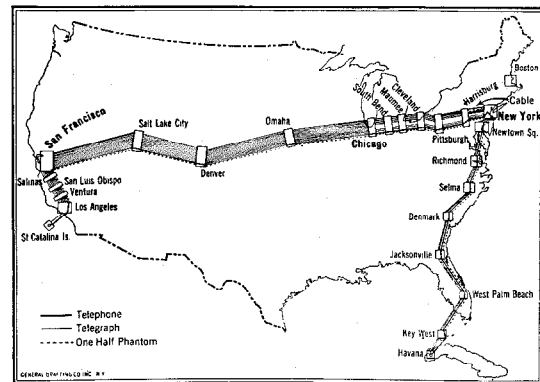 Boston
Harrisburg
Cleveland
Maumee
South Bend
Cable
New York
Newtown Sq.
Pittsburgh
Chicago
Omaha
Salt Lake City
San Francisco
Denver
Richmond
Salinas
San Luis Obispo
Ventura
Selma
Los Angeles
St Catalina Is.
Denmark
Jacksonville
West Palm Beach
Key West
Havana
Telephone
Telegraph
One Half Phantom
GENERAL DRAFTING CO. INC. N.Y.